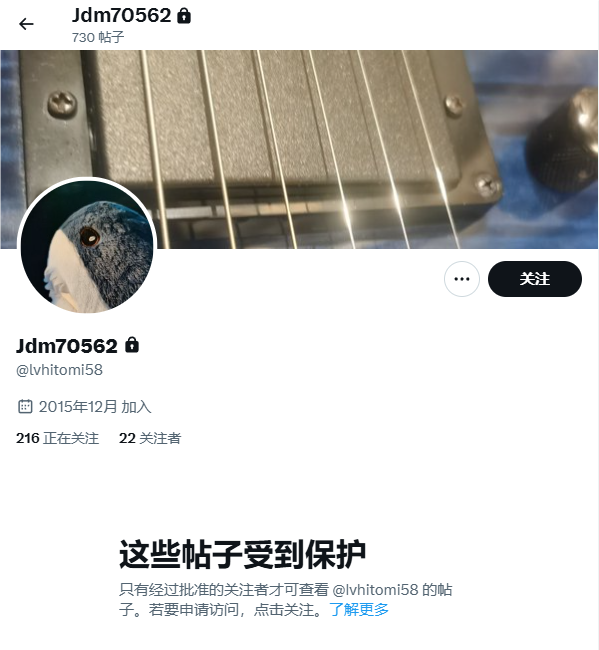 Jdm70562
730 帖子
关注
Jdm70562
@lvhitomi58
2015年12月 加入
216 正在关注 22 关注者
这些帖子受到保护
只有经过批准的关注者才可查看 @lvhitomi58 的帖
子。若要申请访问，点击关注。了解更多